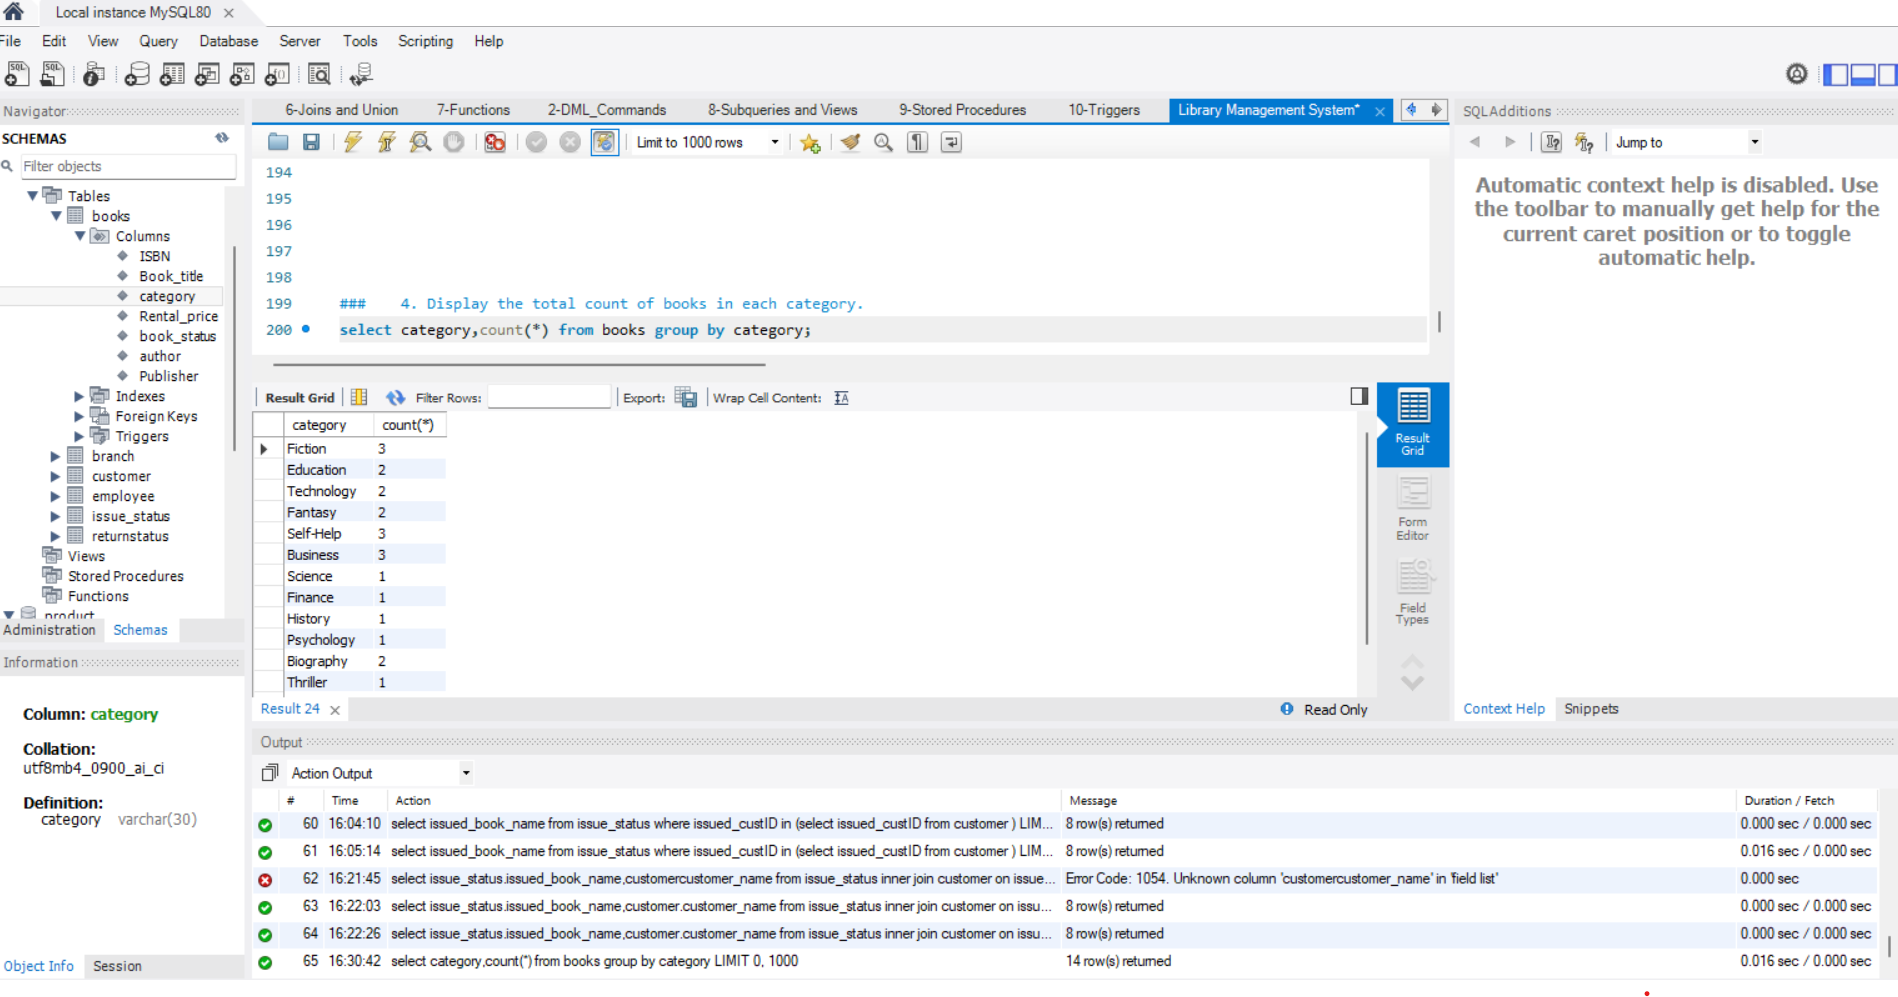 Local instance MySQL80
File Edit View Query Database Server Tools Scripting Help
Navigator
SCHEMAS
Filter objects
Tables
books
Columns
ISBN
Book_title
category
Rental_price
book_status
author
Publisher
Indexes
Foreign Keys
Triggers
branch
customer
employee
issue_status
returnstatus
Views
Stored Procedures
Functions
product
Administration Schemas
Information
Column: category
Collation:
utf8mb4_0900_ai_ci
Definition:
category varchar(30)
Object Info Session
6-Joins and Union 7-Functions 2-DML_Commands 8-Subqueries and Views 9-Stored Procedures 10-Triggers Library Management System*
Limit to 1000 rows
194
195
196
197
198
199 ### 4. Display the total count of books in each category.
200 select category,count(*) from books group by category;
Result Grid Filter Rows: Export: Wrap Cell Content:
category count(*)
Fiction 3
Education 2
Technology 2
Fantasy 2
Self-Help 3
Business 3
Science 1
Finance 1
History 1
Psychology 1
Biography 2
Thriller 1
Result
Grid
Form
Editor
Field
Types
Result 24
Read Only
SQLAdditions
Jump to
Automatic context help is disabled. Use
the toolbar to manually get help for the
current caret position or to toggle
automatic help.
Context Help Snippets
Output
Action Output
# Time Action Message Duration / Fetch
60 16:04:10 select issued_book_name from issue_status where issued_custID in (select issued_custID from customer ) LIM... 8 row(s) returned 0.000 sec / 0.000 sec
61 16:05:14 select issued_book_name from issue_status where issued_custID in (select issued_custID from customer ) LIM... 8 row(s) returned 0.016 sec / 0.000 sec
62 16:21:45 select issue_status.issued_book_name,customercustomer_name from issue_status inner join customer on issue... Error Code: 1054. Unknown column 'customercustomer_name' in 'field list' 0.000 sec
63 16:22:03 select issue_status.issued_book_name,customer.customer_name from issue_status inner join customer on issu... 8 row(s) returned 0.000 sec / 0.000 sec
64 16:22:26 select issue_status.issued_book_name,customer.customer_name from issue_status inner join customer on issu... 8 row(s) returned 0.000 sec / 0.000 sec
65 16:30:42 select category,count(*) from books group by category LIMIT 0, 1000 14 row(s) returned 0.016 sec / 0.000 sec